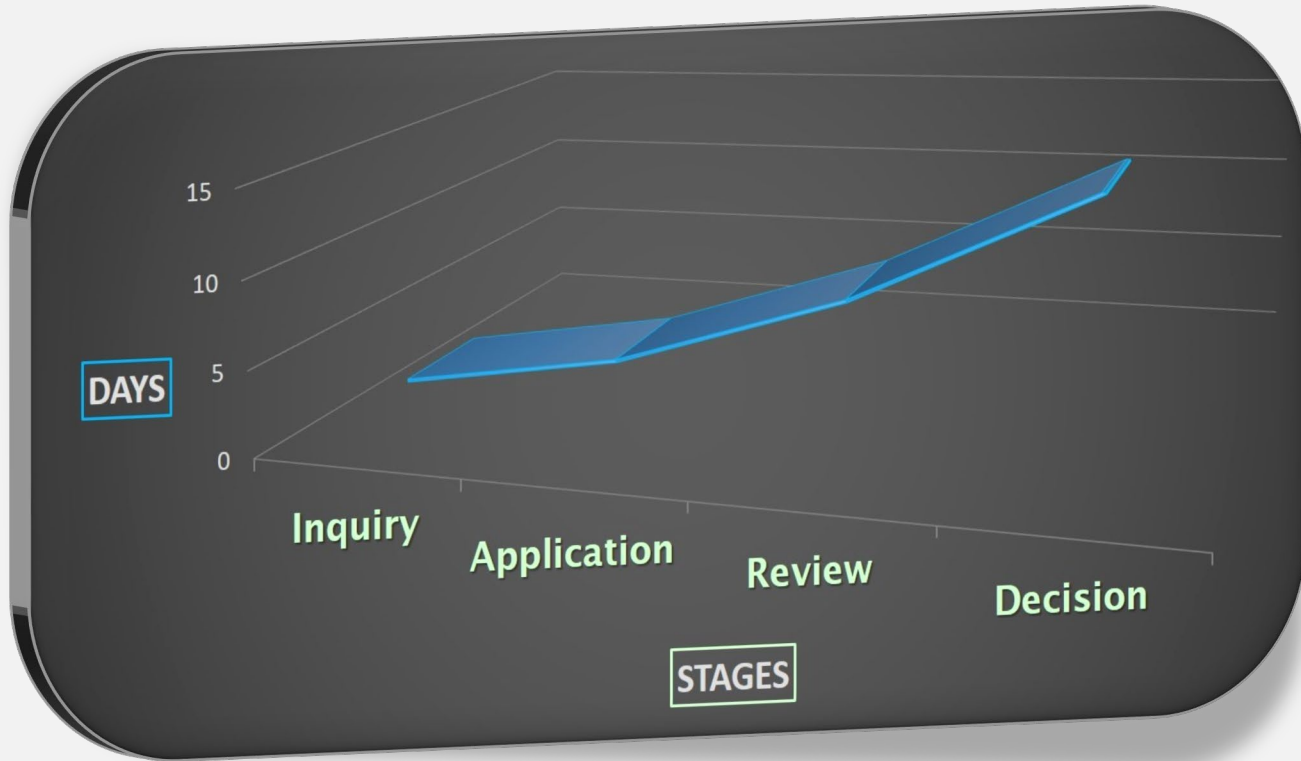 15
10
5
0
DAYS
Inquiry
Application
Review
Decision
STAGES